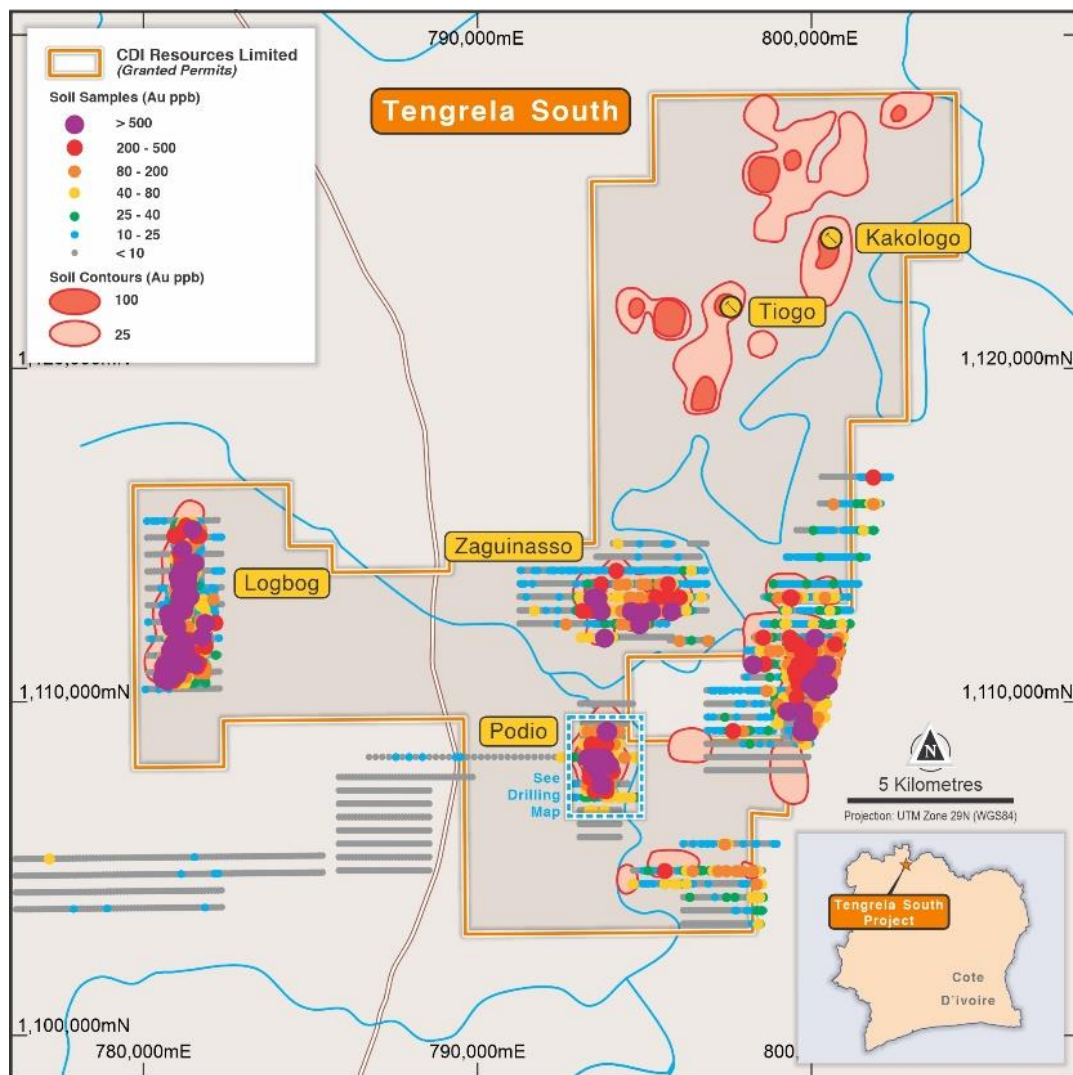 790,000mE
800,000mE
CDI Resources Limited
(Granted Permits)
Soil Samples (Au ppb)
> 500
200 - 500
80 - 200
40 - 80
25 - 40
10 - 25
< 10
Soil Contours (Au ppb)
100
25
Tengrela South
Kakologo
Tiogo
1,120,000mN
1,120,000mN
Zaguinasso
Logbog
1,110,000mN
1,110,000mN
Podio
See
Drilling
Map
N
5 Kilometres
Projection: UTM Zone 29N (WGS84)
Tengrela South
Project
Cote
D'ivoire
1,100,000mN
780,000mE
790,000mE